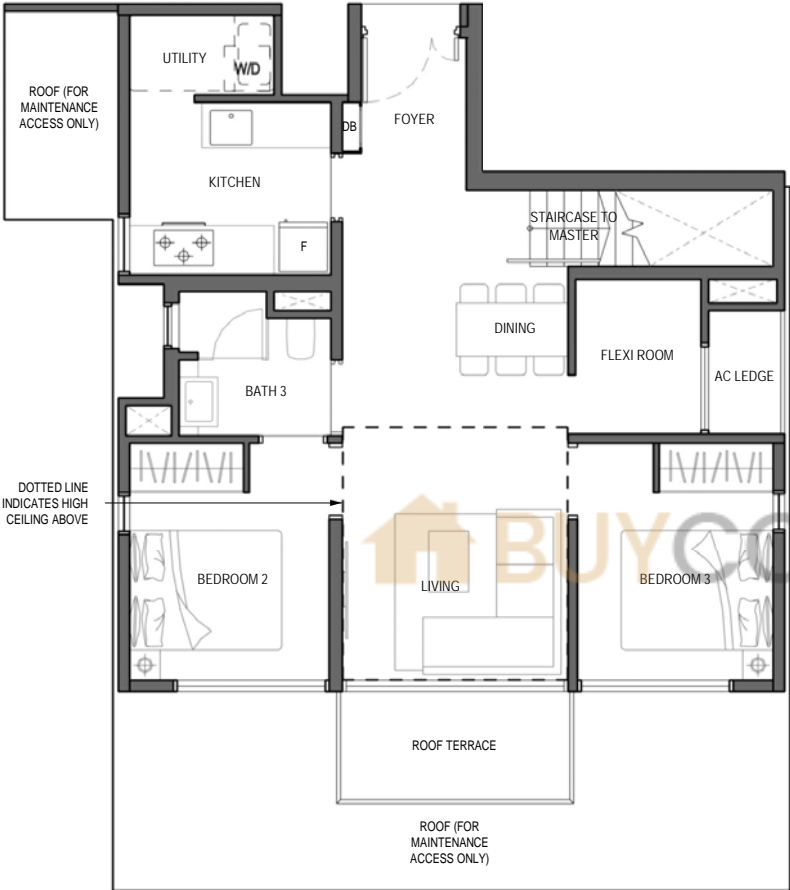 UTILITY
W/D
ROOF (FOR
MAINTENANCE
ACCESS ONLY)
FOYER
DB
KITCHEN
F
STAIRCASE TO
MASTER
DINING
FLEXI ROOM
AC LEDGE
BATH 3
DOTTED LINE
INDICATES HIGH
CEILING ABOVE
BUYCO
BEDROOM 2
LIVING
BEDROOM 3
ROOF TERRACE
ROOF (FOR
MAINTENANCE
ACCESS ONLY)